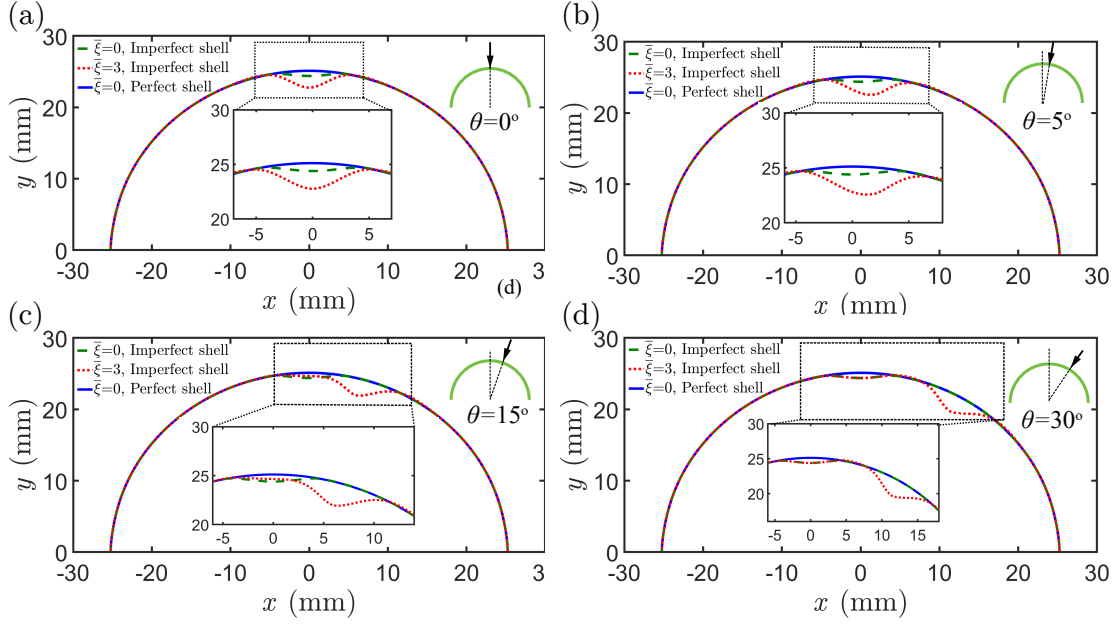 (a)
ξ̄=0, Imperfect shell
ξ̄=3, Imperfect shell
ξ̄=0, Perfect shell
θ=0°
y (mm)
30
20
10
0
30
25
20
-5 0 5
-30 -20 -10 0 10 20 3
x (mm)
(b)
ξ̄=0, Imperfect shell
ξ̄=3, Imperfect shell
ξ̄=0, Perfect shell
θ=5°
y (mm)
30
20
10
0
30
25
20
-5 0 5
-30 -20 -10 0 10 20 30
x (mm)
(d)
(c)
ξ̄=0, Imperfect shell
ξ̄=3, Imperfect shell
ξ̄=0, Perfect shell
θ=15°
y (mm)
30
20
10
0
30
25
20
-5 0 5 10
-30 -20 -10 0 10 20 30
x (mm)
(d)
ξ̄=0, Imperfect shell
ξ̄=3, Imperfect shell
ξ̄=0, Perfect shell
θ=30°
y (mm)
30
20
10
0
30
25
20
-5 0 5 10 15
-30 -20 -10 0 10 20 30
x (mm)